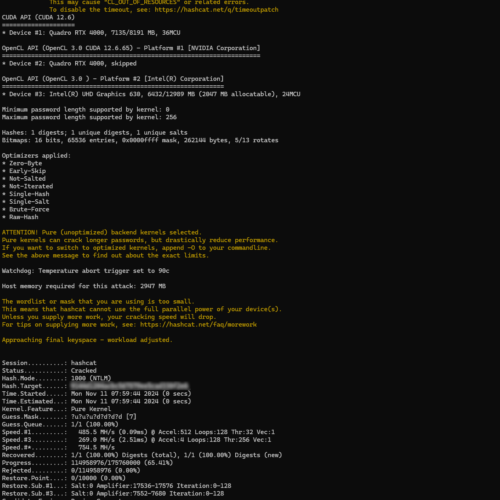 This may cause "CL_OUT_OF_RESOURCES" or related errors.
To disable the timeout, see: https://hashcat.net/q/timeoutpatch
CUDA API (CUDA 12.6)
====================
* Device #1: Quadro RTX 4000, 7135/8191 MB, 36MCU

OpenCL API (OpenCL 3.0 CUDA 12.6.65) - Platform #1 [NVIDIA Corporation]
=======================================================================
* Device #2: Quadro RTX 4000, skipped

OpenCL API (OpenCL 3.0 ) - Platform #2 [Intel(R) Corporation]
=============================================================
* Device #3: Intel(R) UHD Graphics 630, 6432/12989 MB (2047 MB allocatable), 24MCU

Minimum password length supported by kernel: 0
Maximum password length supported by kernel: 256

Hashes: 1 digests; 1 unique digests, 1 unique salts
Bitmaps: 16 bits, 65536 entries, 0x0000ffff mask, 262144 bytes, 5/13 rotates

Optimizers applied:
* Zero-Byte
* Early-Skip
* Not-Salted
* Not-Iterated
* Single-Hash
* Single-Salt
* Brute-Force
* Raw-Hash

ATTENTION! Pure (unoptimized) backend kernels selected.
Pure kernels can crack longer passwords, but drastically reduce performance.
If you want to switch to optimized kernels, append -O to your commandline.
See the above message to find out about the exact limits.

Watchdog: Temperature abort trigger set to 90c

Host memory required for this attack: 2947 MB

The wordlist or mask that you are using is too small.
This means that hashcat cannot use the full parallel power of your device(s).
Unless you supply more work, your cracking speed will drop.
For tips on supplying more work, see: https://hashcat.net/faq/morework

Approaching final keyspace - workload adjusted.

Session..........: hashcat
Status...........: Cracked
Hash.Mode........: 1000 (NTLM)
Hash.Target......:
Time.Started.....: Mon Nov 11 07:59:44 2024 (0 secs)
Time.Estimated...: Mon Nov 11 07:59:44 2024 (0 secs)
Kernel.Feature...: Pure Kernel
Guess.Mask.......: ?u?u?u?d?d?d?d [7]
Guess.Queue......: 1/1 (100.00%)
Speed.#1.........: 485.5 MH/s (0.09ms) @ Accel:512 Loops:128 Thr:32 Vec:1
Speed.#3.........: 269.0 MH/s (2.51ms) @ Accel:4 Loops:128 Thr:256 Vec:1
Speed.#*.........: 754.5 MH/s
Recovered........: 1/1 (100.00%) Digests (total), 1/1 (100.00%) Digests (new)
Progress.........: 114958976/175760000 (65.41%)
Rejected.........: 0/114958976 (0.00%)
Restore.Point....: 0/10000 (0.00%)
Restore.Sub.#1...: Salt:0 Amplifier:17536-17576 Iteration:0-128
Restore.Sub.#3...: Salt:0 Amplifier:7552-7680 Iteration:0-128